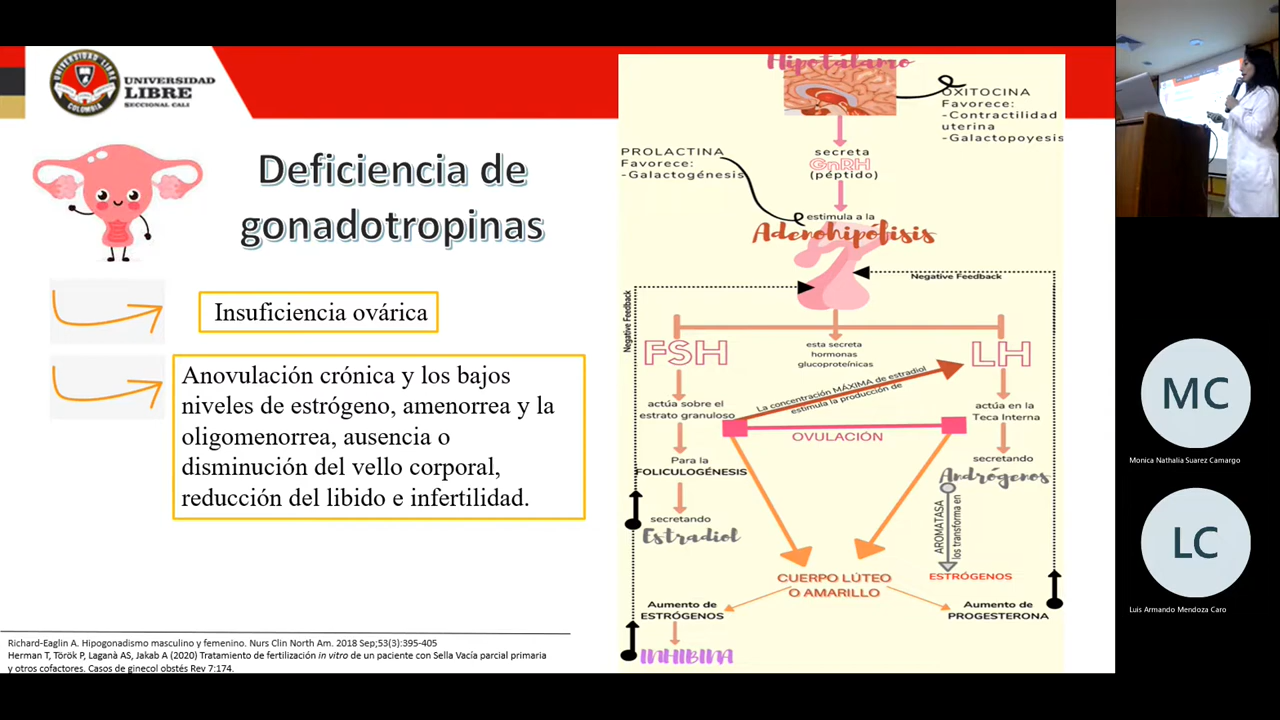 UNIVERSIDAD
LIBRE
SECCIONAL CALI
UNIVERSIDAD LIBRE
COLOMBIA
Deficiencia de
gonadotropinas
Insuficiencia ovárica
Anovulación crónica y los bajos
niveles de estrógeno, amenorrea y la
oligomenorrea, ausencia o
disminución del vello corporal,
reducción del libido e infertilidad.
Richard-Eaglin A. Hipogonadismo masculino y femenino. Nurs Clin North Am. 2018 Sep;53(3):395-405
Herman T, Török P, Laganà AS, Jakab A (2020) Tratamiento de fertilización in vitro de un paciente con Sella Vacía parcial primaria
y otros cofactores. Casos de ginecol obstés Rev 7:174.
Hipotálamo
OXITOCINA
Favorece:
-Contractilidad
uterina
-Galactopoyesis
secreta
GnRH
(péptido)
PROLACTINA
Favorece:
-Galactogénesis
estimula a la
Adenohipófisis
Negative Feedback
Negative Feedback
FSH
esta secreta
hormonas
glucoproteínicas
LH
La concentración MÁXIMA de estradiol
estimula la producción de
actúa sobre el
estrato granuloso
actúa en la
Teca Interna
OVULACIÓN
Para la
FOLICULOGÉNESIS
secretando
Andrógenos
secretando
Estradiol
AROMATASA
los transforma en
ESTRÓGENOS
CUERPO LÚTEO
O AMARILLO
Aumento de
ESTRÓGENOS
Aumento de
PROGESTERONA
INHIBINA
MC
Monica Nathalia Suarez Camargo
LC
Luis Armando Mendoza Caro